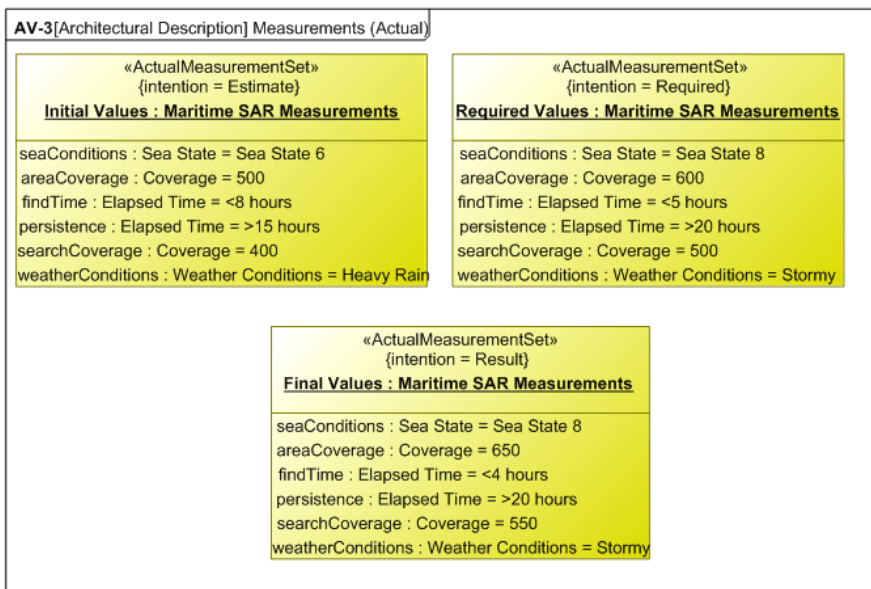 AV-3[Architectural Description] Measurements (Actual)
«ActualMeasurementSet»
{intention = Estimate}
Initial Values : Maritime SAR Measurements
seaConditions : Sea State = Sea State 6
areaCoverage : Coverage = 500
findTime : Elapsed Time = <8 hours
persistence : Elapsed Time = >15 hours
searchCoverage : Coverage = 400
weatherConditions : Weather Conditions = Heavy Rain
«ActualMeasurementSet»
{intention = Required}
Required Values : Maritime SAR Measurements
seaConditions : Sea State = Sea State 8
areaCoverage : Coverage = 600
findTime : Elapsed Time = <5 hours
persistence : Elapsed Time = >20 hours
searchCoverage : Coverage = 500
weatherConditions : Weather Conditions = Stormy
«ActualMeasurementSet»
{intention = Result}
Final Values : Maritime SAR Measurements
seaConditions : Sea State = Sea State 8
areaCoverage : Coverage = 650
findTime : Elapsed Time = <4 hours
persistence : Elapsed Time = >20 hours
searchCoverage : Coverage = 550
weatherConditions : Weather Conditions = Stormy